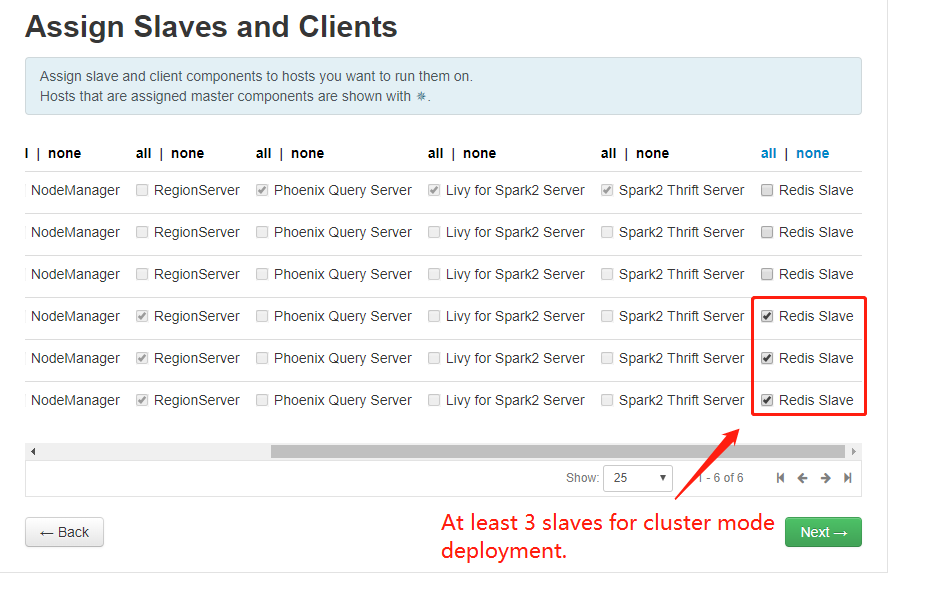 Assign Slaves and Clients
Assign slave and client components to hosts you want to run them on.
Hosts that are assigned master components are shown with ✵.
l | none all | none all | none all | none all | none all | none
NodeManager RegionServer Phoenix Query Server Livy for Spark2 Server Spark2 Thrift Server Redis Slave
NodeManager RegionServer Phoenix Query Server Livy for Spark2 Server Spark2 Thrift Server Redis Slave
NodeManager RegionServer Phoenix Query Server Livy for Spark2 Server Spark2 Thrift Server Redis Slave
NodeManager RegionServer Phoenix Query Server Livy for Spark2 Server Spark2 Thrift Server Redis Slave
NodeManager RegionServer Phoenix Query Server Livy for Spark2 Server Spark2 Thrift Server Redis Slave
NodeManager RegionServer Phoenix Query Server Livy for Spark2 Server Spark2 Thrift Server Redis Slave
Show: 25 1 - 6 of 6
← Back
At least 3 slaves for cluster mode
deployment.
Next →